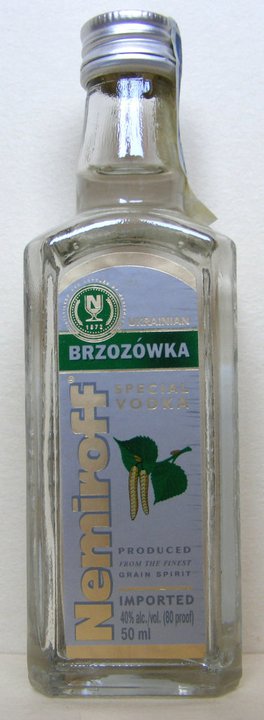 N
1872
UKRAINIAN
BRZOZÓWKA
SPECIAL
VODKA
Nemiroff®
PRODUCED
FROM THE FINEST
GRAIN SPIRIT
IMPORTED
40% alc./vol. (80 proof)
50 ml